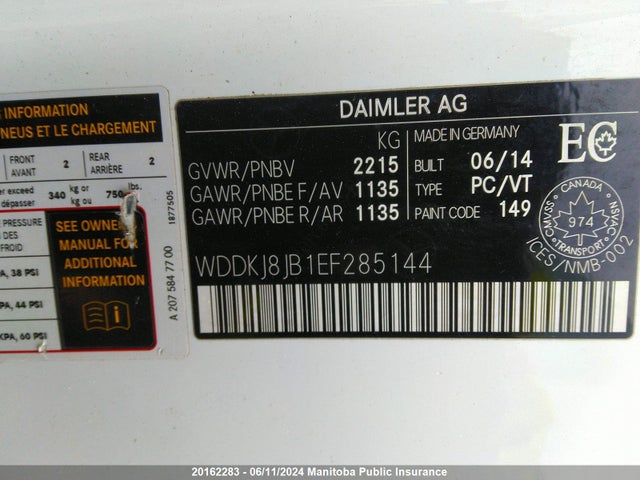 INFORMATION
NEUS ET LE CHARGEMENT
FRONT 2 REAR 2
AVANT ARRIÈRE
er exceed 340 kg or 750 lbs.
dépasser kg ou
PRESSURE
DES
FROID
SEE OWNER
MANUAL FOR
ADDITIONAL
INFORMATION
KPA, 38 PSI
KPA, 44 PSI
KPA, 60 PSI
1877505
A 207 584 77 00
DAIMLER AG
KG
GVWR/PNBV 2215
GAWR/PNBE F/AV 1135
GAWR/PNBE R/AR 1135
MADE IN GERMANY
BUILT 06/14
TYPE PC/VT
PAINT CODE 149
EC
CANADA
974
TRANSPORT
ICES/NMB-002
WDDKJ8JB1EF285144
20162283 - 06/11/2024 Manitoba Public Insurance